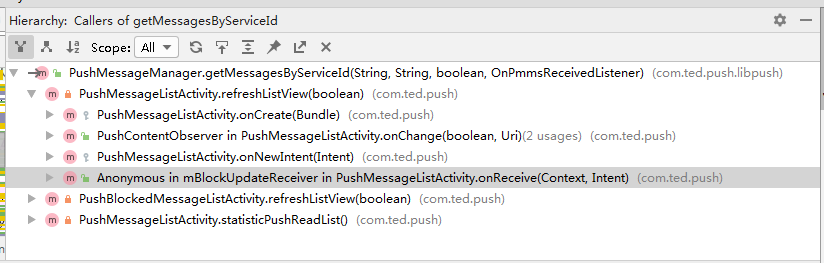 Hierarchy: Callers of getMessagesByServiceId
Scope: All
PushMessageManager.getMessagesByServiceId(String, String, boolean, OnPmmsReceivedListener) (com.ted.push.libpush)
PushMessageListActivity.refreshListView(boolean) (com.ted.push)
PushMessageListActivity.onCreate(Bundle) (com.ted.push)
PushContentObserver in PushMessageListActivity.onChange(boolean, Uri)(2 usages) (com.ted.push)
PushMessageListActivity.onNewIntent(Intent) (com.ted.push)
Anonymous in mBlockUpdateReceiver in PushMessageListActivity.onReceive(Context, Intent) (com.ted.push)
PushBlockedMessageListActivity.refreshListView(boolean) (com.ted.push)
PushMessageListActivity.statisticPushReadList() (com.ted.push)